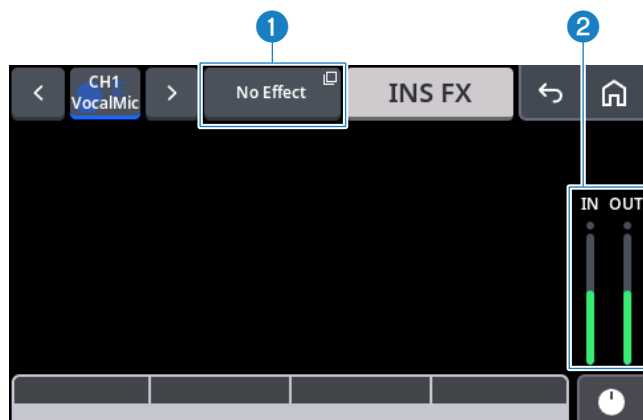 1
2
CH1
VocalMic
No Effect
INS FX
IN OUT